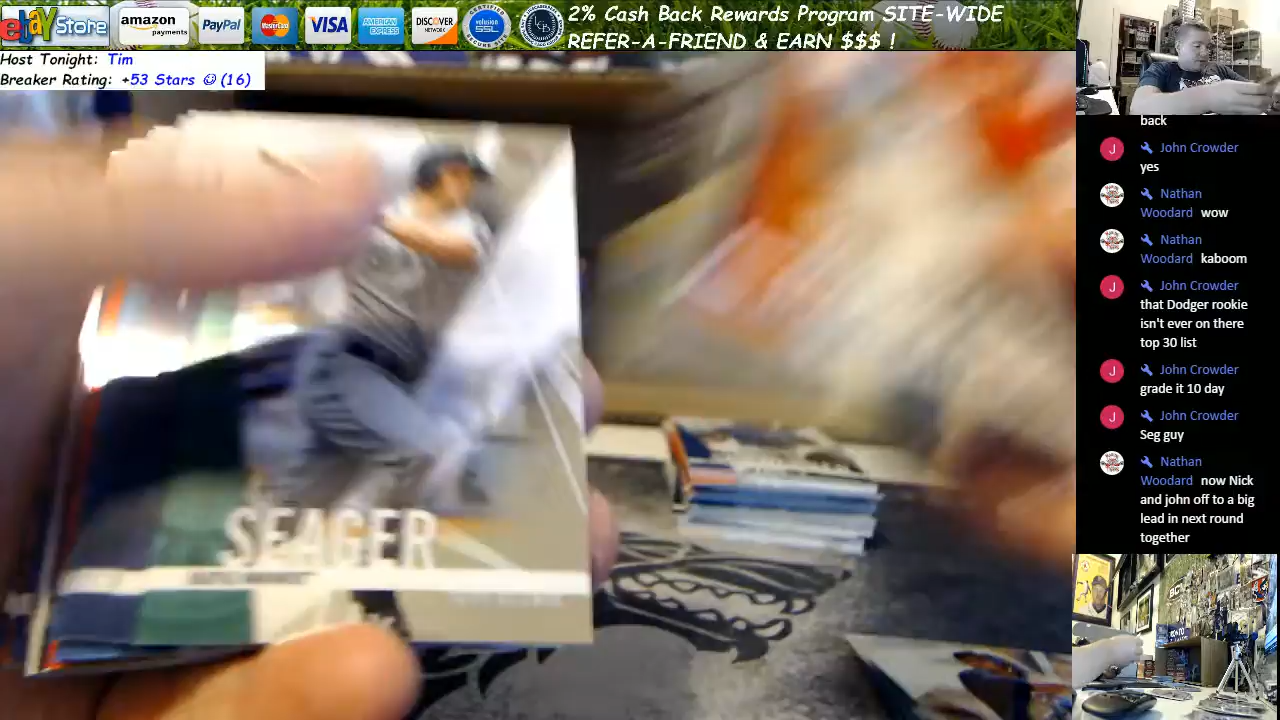 ebay Store
amazon
payments
PayPal
MasterCard
VISA
AMERICAN
EXPRESS
DISCOVER
NETWORK
2% Cash Back Rewards Program SITE-WIDE
REFER-A-FRIEND & EARN $$$ !
Host Tonight: Tim
Breaker Rating: +53 Stars ☺ (16)
SEAGER
back
J John Crowder
yes
Nathan
Woodard wow
Nathan
Woodard kaboom
J John Crowder
that Dodger rookie
isn't ever on there
top 30 list
J John Crowder
grade it 10 day
J John Crowder
Seg guy
Nathan
Woodard now Nick
and john off to a big
lead in next round
together